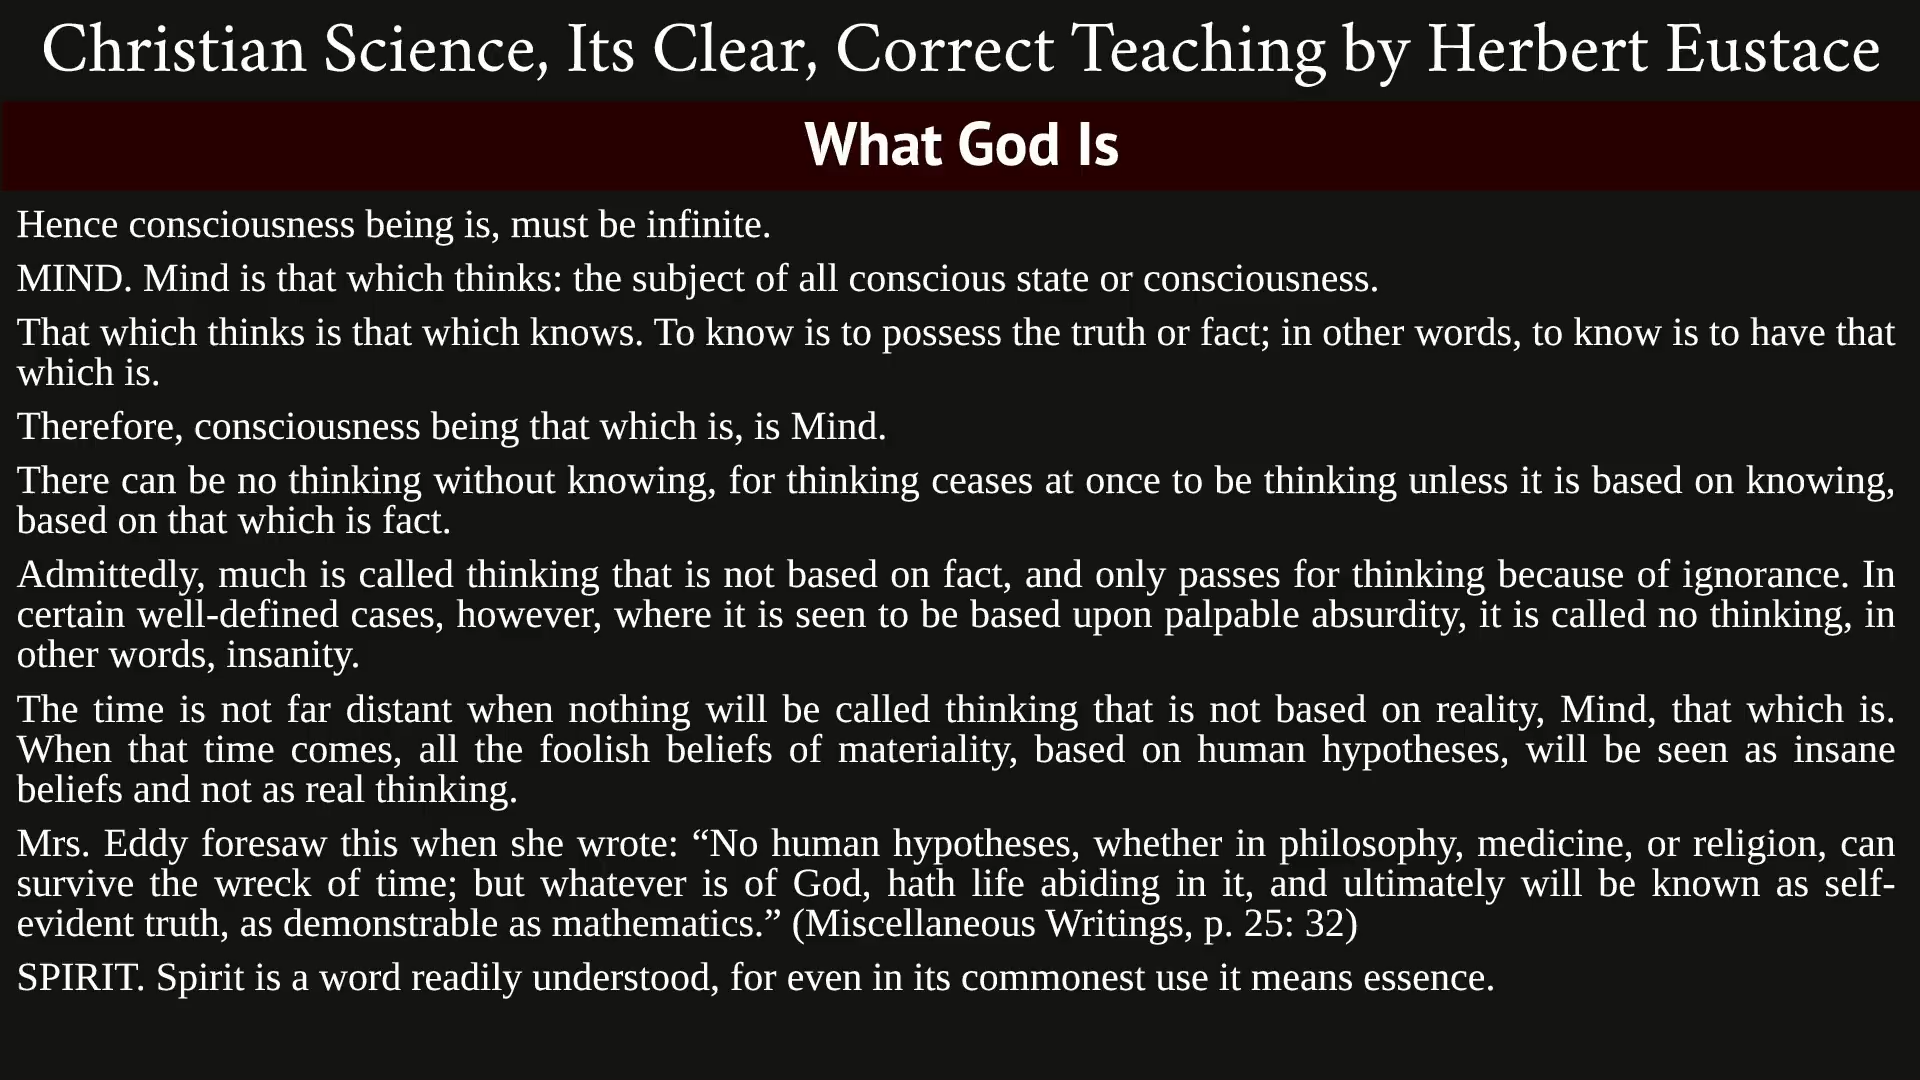 Christian Science, Its Clear, Correct Teaching by Herbert Eustace
What God Is
Hence consciousness being is, must be infinite.
MIND. Mind is that which thinks: the subject of all conscious state or consciousness.
That which thinks is that which knows. To know is to possess the truth or fact; in other words, to know is to have that
which is.
Therefore, consciousness being that which is, is Mind.
There can be no thinking without knowing, for thinking ceases at once to be thinking unless it is based on knowing,
based on that which is fact.
Admittedly, much is called thinking that is not based on fact, and only passes for thinking because of ignorance. In
certain well-defined cases, however, where it is seen to be based upon palpable absurdity, it is called no thinking, in
other words, insanity.
The time is not far distant when nothing will be called thinking that is not based on reality, Mind, that which is.
When that time comes, all the foolish beliefs of materiality, based on human hypotheses, will be seen as insane
beliefs and not as real thinking.
Mrs. Eddy foresaw this when she wrote: “No human hypotheses, whether in philosophy, medicine, or religion, can
survive the wreck of time; but whatever is of God, hath life abiding in it, and ultimately will be known as self-
evident truth, as demonstrable as mathematics.” (Miscellaneous Writings, p. 25: 32)
SPIRIT. Spirit is a word readily understood, for even in its commonest use it means essence.